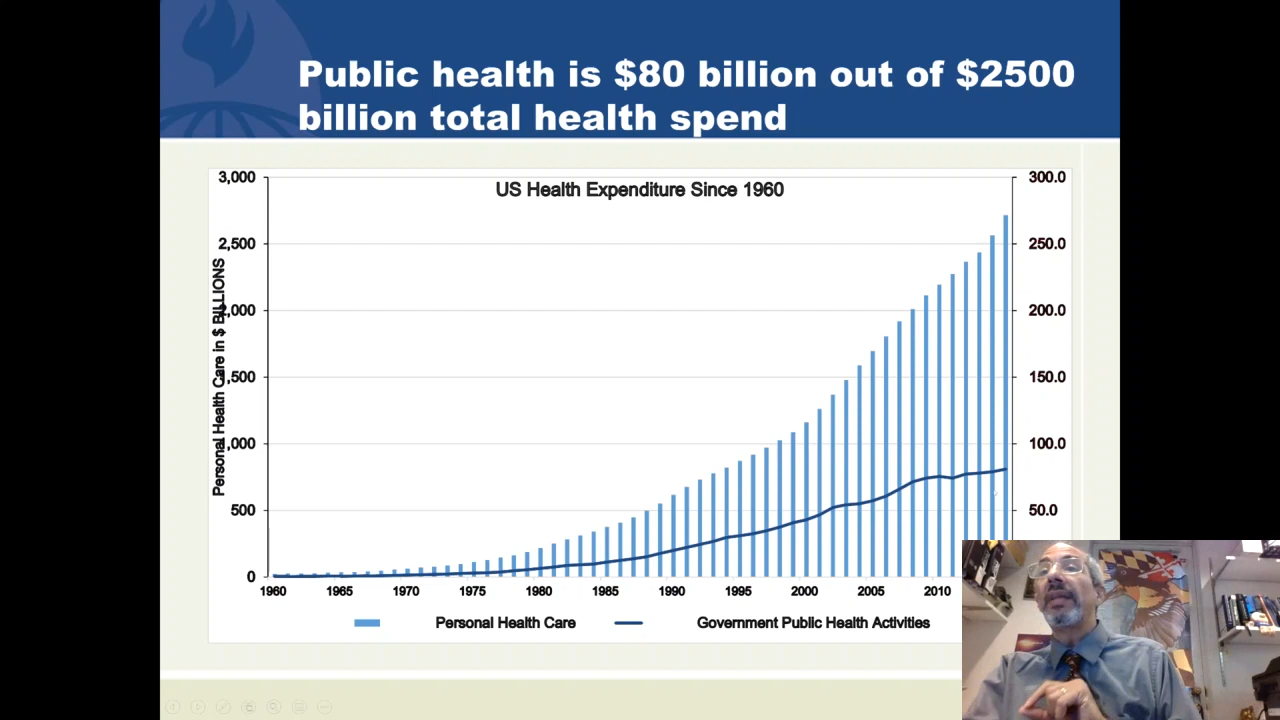 Public health is $80 billion out of $2500
billion total health spend
US Health Expenditure Since 1960
Personal Health Care in $ BILLIONS
3,000
2,500
,000
,500
,000
500
0
300.0
250.0
200.0
150.0
100.0
50.0
1960 1965 1970 1975 1980 1985 1990 1995 2000 2005 2010
Personal Health Care Government Public Health Activities